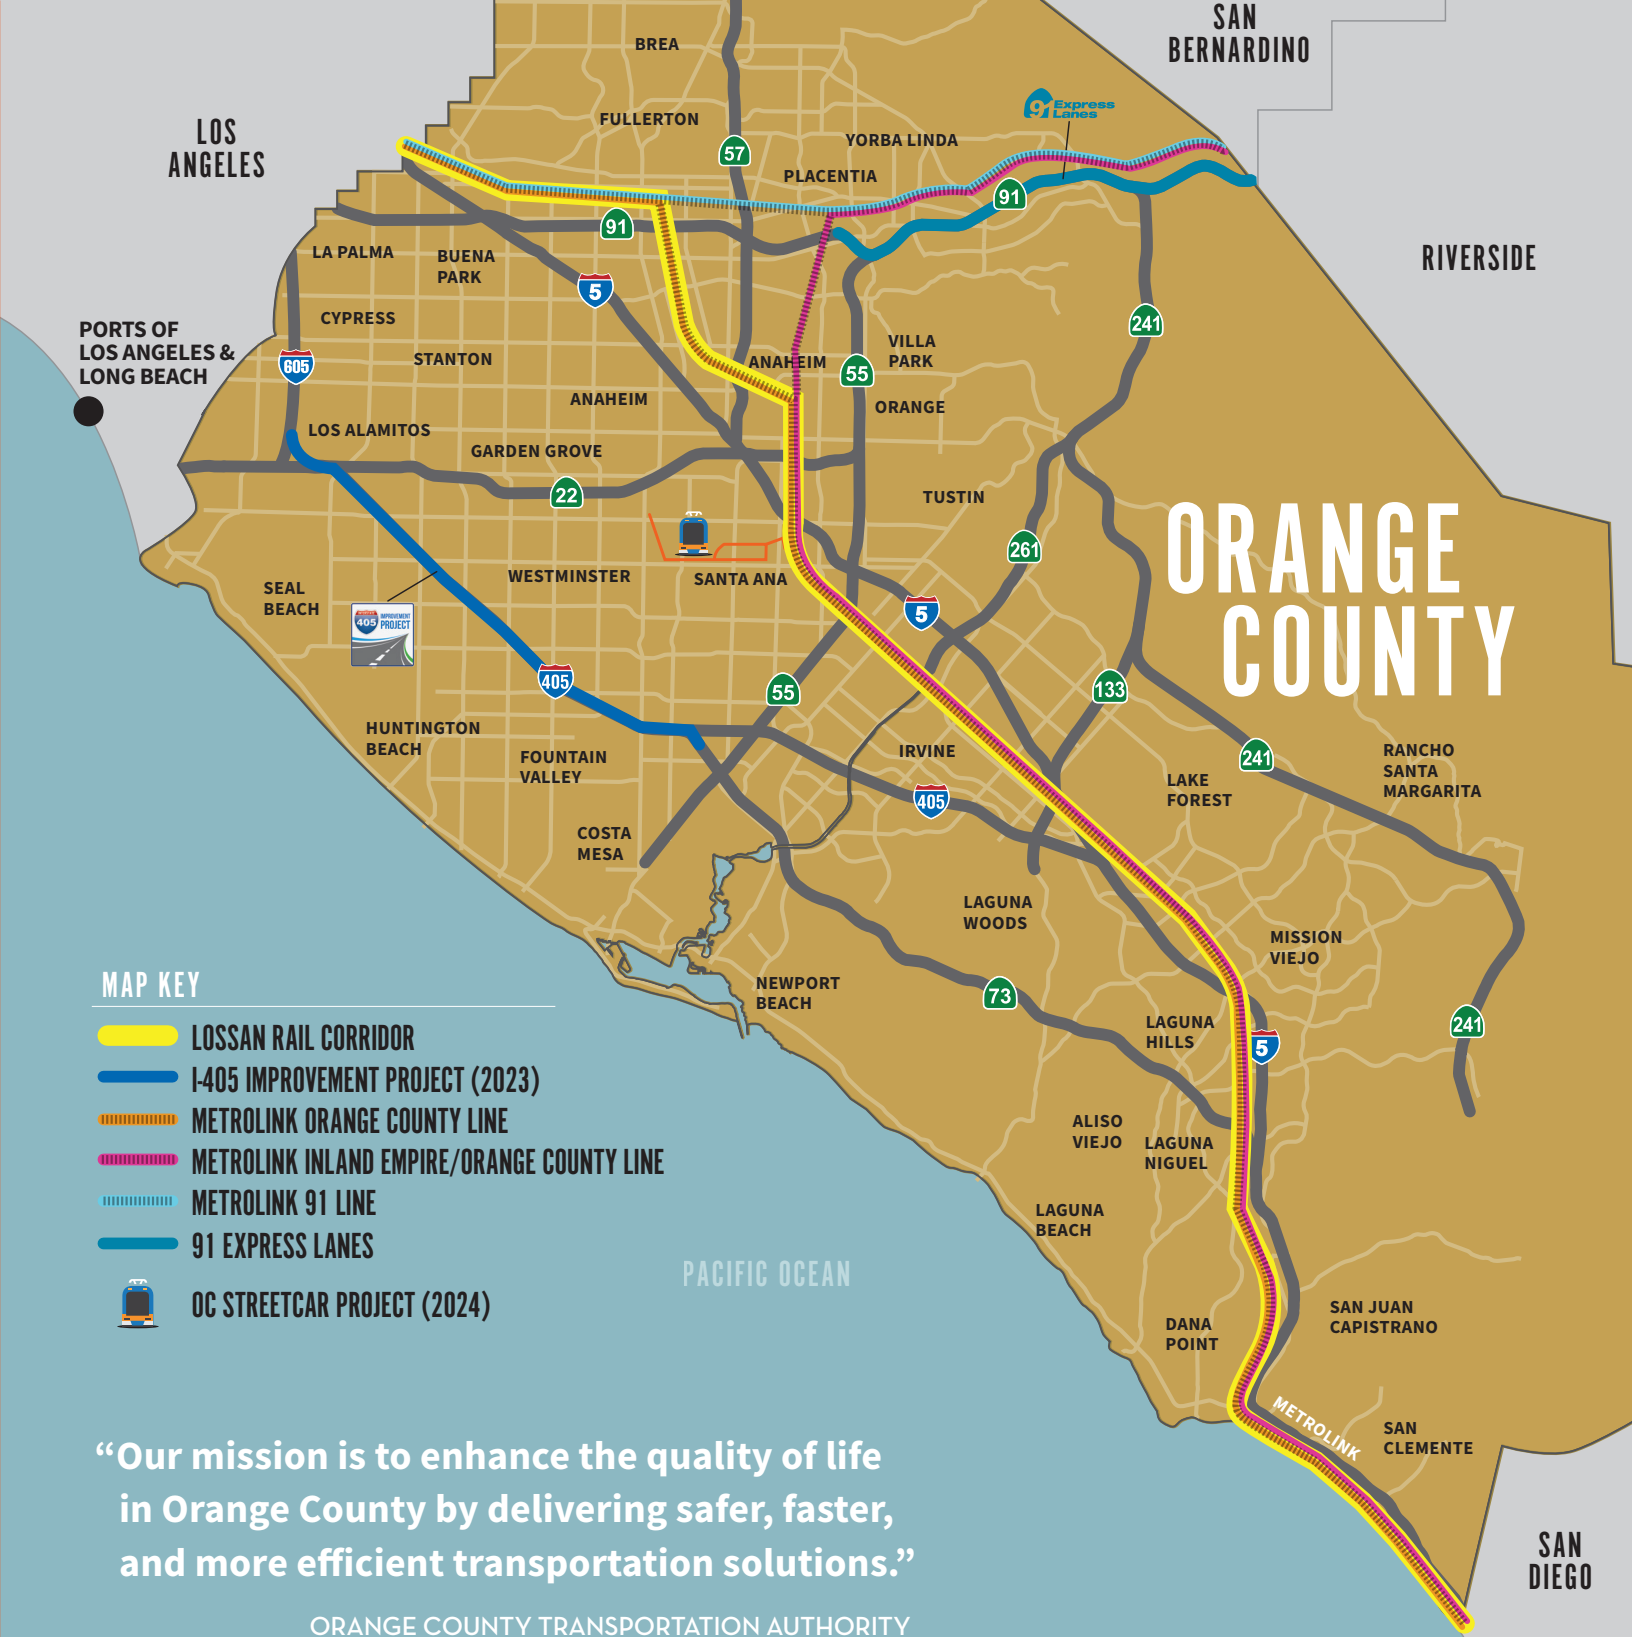 SAN
BERNARDINO
BREA
91 Express
Lanes
LOS
ANGELES
FULLERTON
57
YORBA LINDA
PLACENTIA
91
91
LA PALMA
BUENA
PARK
RIVERSIDE
5
CYPRESS
241
PORTS OF
LOS ANGELES &
LONG BEACH
STANTON
605
VILLA
PARK
ANAHEIM
55
ANAHEIM
ORANGE
LOS ALAMITOS
GARDEN GROVE
22
TUSTIN
ORANGE
COUNTY
261
WESTMINSTER
SANTA ANA
SEAL
BEACH
405
IMPROVEMENT
PROJECT
5
405
55
133
HUNTINGTON
BEACH
FOUNTAIN
VALLEY
IRVINE
241
RANCHO
SANTA
MARGARITA
LAKE
FOREST
405
COSTA
MESA
LAGUNA
WOODS
MISSION
VIEJO
NEWPORT
BEACH
73
LAGUNA
HILLS
5
241
ALISO
VIEJO
LAGUNA
NIGUEL
LAGUNA
BEACH
MAP KEY
LOSSAN RAIL CORRIDOR
I-405 IMPROVEMENT PROJECT (2023)
METROLINK ORANGE COUNTY LINE
METROLINK INLAND EMPIRE/ORANGE COUNTY LINE
METROLINK 91 LINE
91 EXPRESS LANES
OC STREETCAR PROJECT (2024)
PACIFIC OCEAN
SAN JUAN
CAPISTRANO
DANA
POINT
METROLINK
SAN
CLEMENTE
“Our mission is to enhance the quality of life
in Orange County by delivering safer, faster,
and more efficient transportation solutions.”
ORANGE COUNTY TRANSPORTATION AUTHORITY
SAN
DIEGO